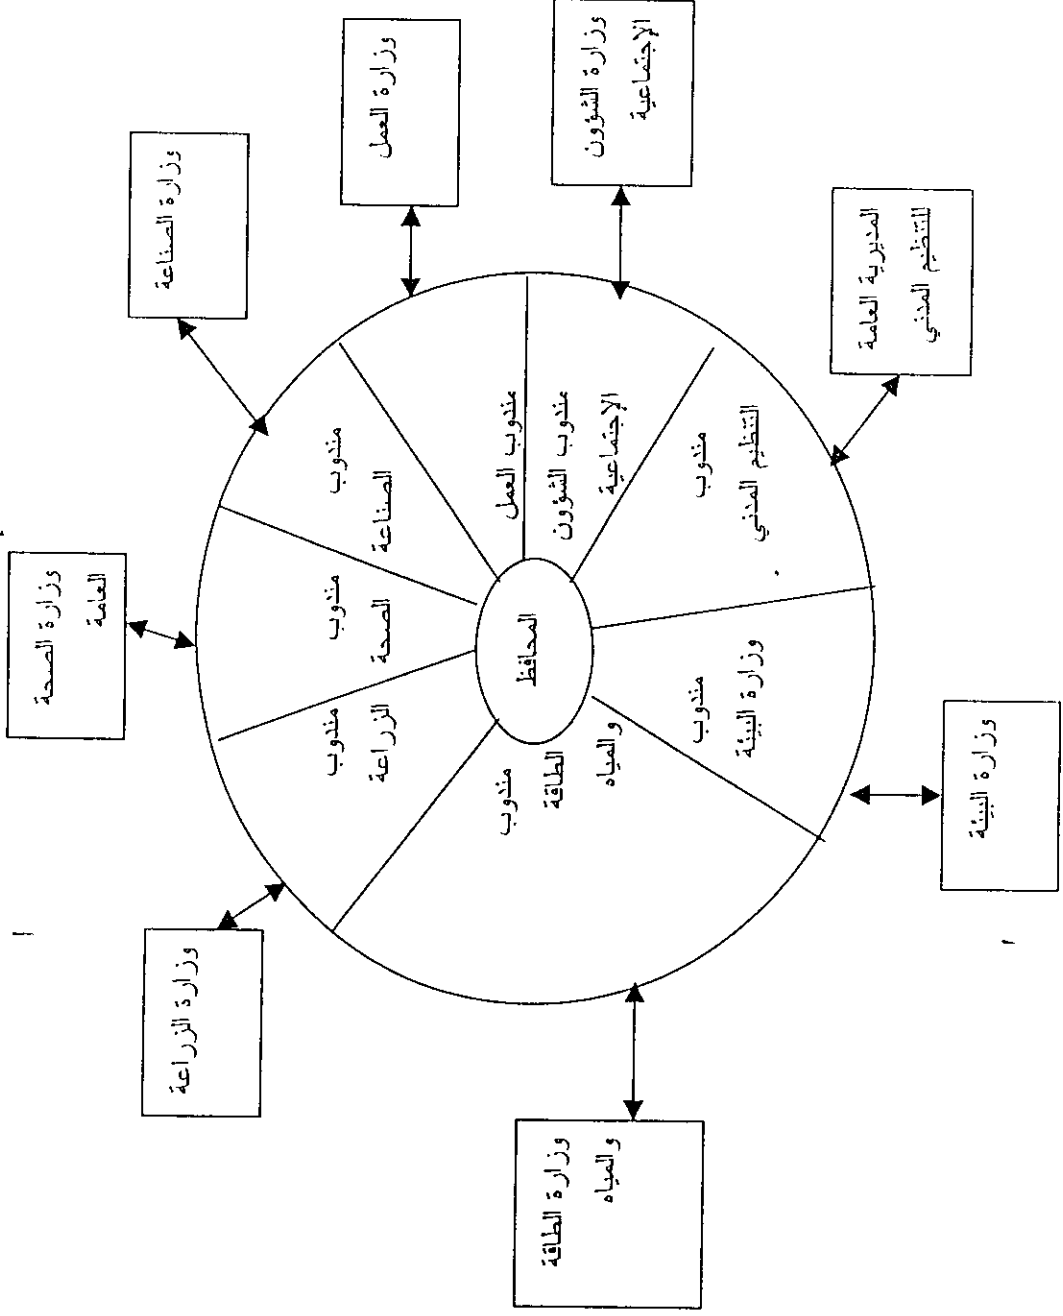 وزارة الشؤون
الإجتماعية
وزارة العمل
وزارة الصناعة
المديرية العامة
للتنظيم المدني
وزارة الصحة
العامة
وزارة البيئة
وزارة الزراعة
وزارة الطاقة
والمياه
مندوب العمل
مندوب الشؤون
الإجتماعية
مندوب
الصناعة
مندوب
التنظيم المدني
مندوب
الصحة
مندوب
وزارة البيئة
مندوب
الزراعة
مندوب
الطاقة
والمياه
المحافظ